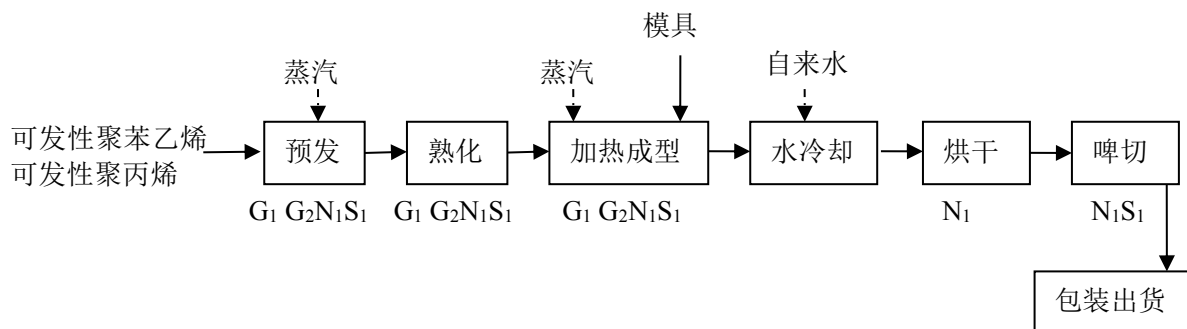 模具
蒸汽
蒸汽
自来水
可发性聚苯乙烯
可发性聚丙烯
预发
熟化
加热成型
水冷却
烘干
啤切
G₁ G₂N₁S₁
G₁ G₂N₁S₁
G₁ G₂N₁S₁
N₁
N₁S₁
包装出货